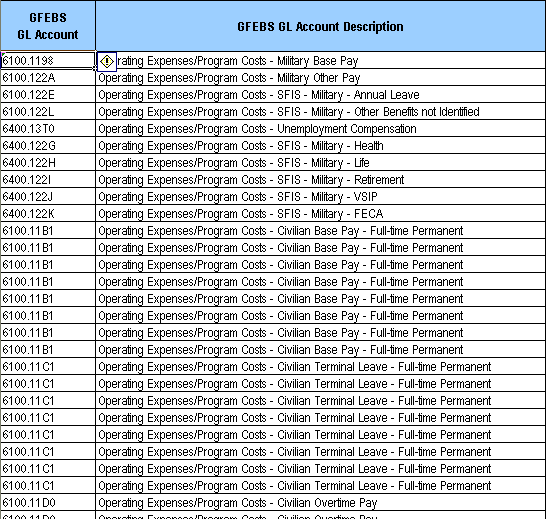 GFEBS
GL Account
GFEBS GL Account Description
6100.1198 rating Expenses/Program Costs - Military Base Pay
6100.122A Operating Expenses/Program Costs - Military Other Pay
6100.122E Operating Expenses/Program Costs - SFIS - Military - Annual Leave
6100.122L Operating Expenses/Program Costs - SFIS - Military - Other Benefits not Identified
6400.13T0 Operating Expenses/Program Costs - Unemployment Compensation
6400.122G Operating Expenses/Program Costs - SFIS - Military - Health
6400.122H Operating Expenses/Program Costs - SFIS - Military - Life
6400.122I Operating Expenses/Program Costs - SFIS - Military - Retirement
6400.122J Operating Expenses/Program Costs - SFIS - Military - VSIP
6400.122K Operating Expenses/Program Costs - SFIS - Military - FECA
6100.11B1 Operating Expenses/Program Costs - Civilian Base Pay - Full-time Permanent
6100.11B1 Operating Expenses/Program Costs - Civilian Base Pay - Full-time Permanent
6100.11B1 Operating Expenses/Program Costs - Civilian Base Pay - Full-time Permanent
6100.11B1 Operating Expenses/Program Costs - Civilian Base Pay - Full-time Permanent
6100.11B1 Operating Expenses/Program Costs - Civilian Base Pay - Full-time Permanent
6100.11B1 Operating Expenses/Program Costs - Civilian Base Pay - Full-time Permanent
6100.11B1 Operating Expenses/Program Costs - Civilian Base Pay - Full-time Permanent
6100.11B1 Operating Expenses/Program Costs - Civilian Base Pay - Full-time Permanent
6100.11C1 Operating Expenses/Program Costs - Civilian Terminal Leave - Full-time Permanent
6100.11C1 Operating Expenses/Program Costs - Civilian Terminal Leave - Full-time Permanent
6100.11C1 Operating Expenses/Program Costs - Civilian Terminal Leave - Full-time Permanent
6100.11C1 Operating Expenses/Program Costs - Civilian Terminal Leave - Full-time Permanent
6100.11C1 Operating Expenses/Program Costs - Civilian Terminal Leave - Full-time Permanent
6100.11C1 Operating Expenses/Program Costs - Civilian Terminal Leave - Full-time Permanent
6100.11C1 Operating Expenses/Program Costs - Civilian Terminal Leave - Full-time Permanent
6100.11C1 Operating Expenses/Program Costs - Civilian Terminal Leave - Full-time Permanent
6100.11D0 Operating Expenses/Program Costs - Civilian Overtime Pay
6100.11D0 Operating Expenses/Program Costs - Civilian Overtime Pay